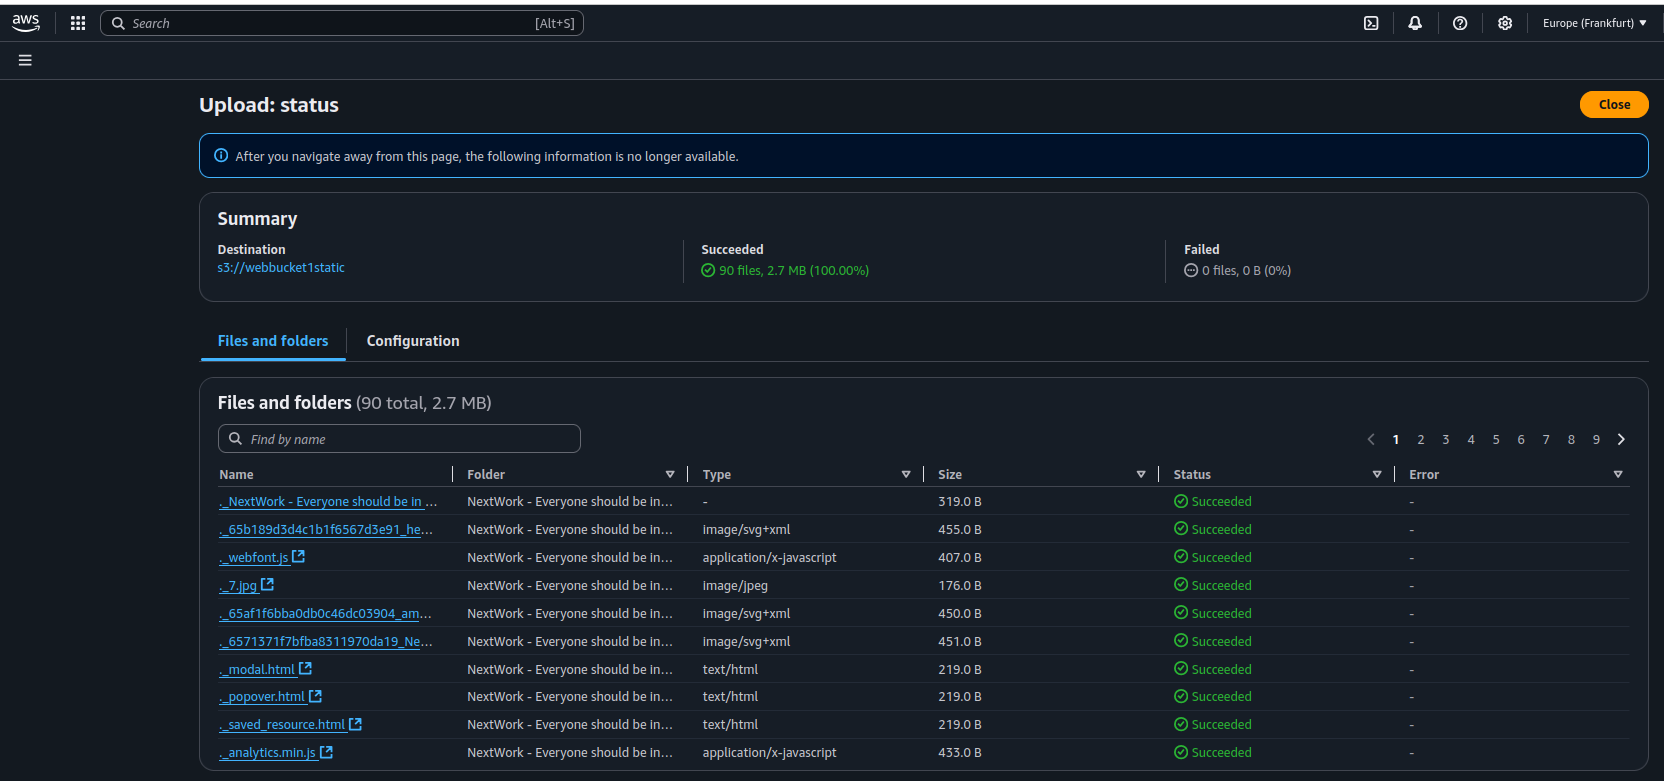 aws
Search [Alt+S]
Europe (Frankfurt)
Upload: status
Close
After you navigate away from this page, the following information is no longer available.
Summary
Destination Succeeded Failed
s3://webbucket1static 90 files, 2.7 MB (100.00%) 0 files, 0 B (0%)
Files and folders Configuration
Files and folders (90 total, 2.7 MB)
Find by name 1 2 3 4 5 6 7 8 9
Name Folder Type Size Status Error
._NextWork - Everyone should be in ... NextWork - Everyone should be in... - 319.0 B Succeeded -
._65b189d3d4c1b1f6567d3e91_he... NextWork - Everyone should be in... image/svg+xml 455.0 B Succeeded -
._webfont.js NextWork - Everyone should be in... application/x-javascript 407.0 B Succeeded -
._7.jpg NextWork - Everyone should be in... image/jpeg 176.0 B Succeeded -
._65af1f6bba0db0c46dc03904_am... NextWork - Everyone should be in... image/svg+xml 450.0 B Succeeded -
._6571371f7bfba8311970da19_Ne... NextWork - Everyone should be in... image/svg+xml 451.0 B Succeeded -
._modal.html NextWork - Everyone should be in... text/html 219.0 B Succeeded -
._popover.html NextWork - Everyone should be in... text/html 219.0 B Succeeded -
._saved_resource.html NextWork - Everyone should be in... text/html 219.0 B Succeeded -
._analytics.min.js NextWork - Everyone should be in... application/x-javascript 433.0 B Succeeded -